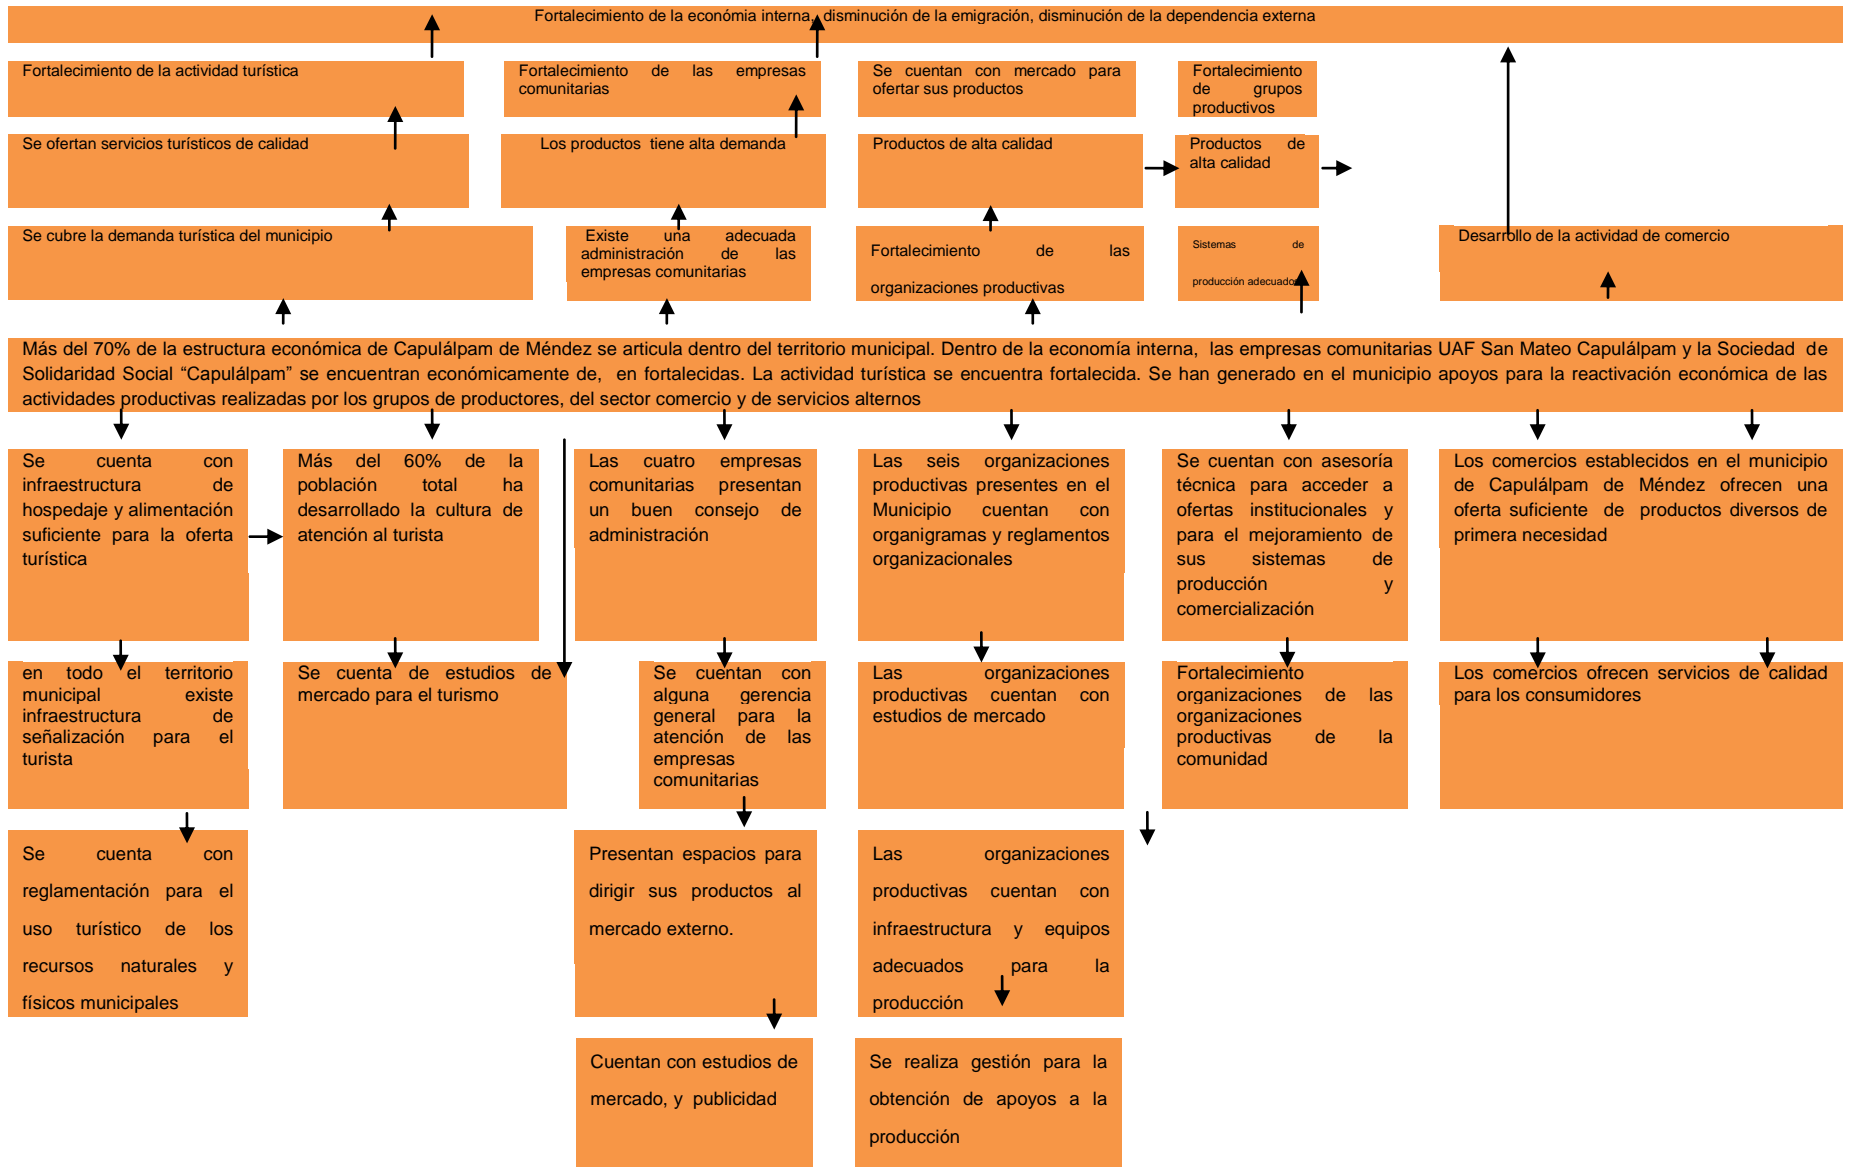 Fortalecimiento de la económia interna, disminución de la emigración, disminución de la dependencia externa
Fortalecimiento de la actividad turística
Fortalecimiento de las empresas
comunitarias
Se cuentan con mercado para
ofertar sus productos
Fortalecimiento
de grupos
productivos
Se ofertan servicios turísticos de calidad
Los productos tiene alta demanda
Productos de alta calidad
Productos de
alta calidad
Se cubre la demanda turística del municipio
Existe una adecuada
administración de las
empresas comunitarias
Fortalecimiento de las
organizaciones productivas
Sistemas de
producción adecuados
Desarrollo de la actividad de comercio
Más del 70% de la estructura económica de Capulálpam de Méndez se articula dentro del territorio municipal. Dentro de la economía interna, las empresas comunitarias UAF San Mateo Capulálpam y la Sociedad de
Solidaridad Social “Capulálpam” se encuentran económicamente de, en fortalecidas. La actividad turística se encuentra fortalecida. Se han generado en el municipio apoyos para la reactivación económica de las
actividades productivas realizadas por los grupos de productores, del sector comercio y de servicios alternos
Se cuenta con
infraestructura de
hospedaje y alimentación
suficiente para la oferta
turística
Más del 60% de la
población total ha
desarrollado la cultura de
atención al turista
Las cuatro empresas
comunitarias presentan
un buen consejo de
administración
Las seis organizaciones
productivas presentes en el
Municipio cuentan con
organigramas y reglamentos
organizacionales
Se cuentan con asesoría
técnica para acceder a
ofertas institucionales y
para el mejoramiento de
sus sistemas de
producción y
comercialización
Los comercios establecidos en el municipio
de Capulálpam de Méndez ofrecen una
oferta suficiente de productos diversos de
primera necesidad
en todo el territorio
municipal existe
infraestructura de
señalización para el
turista
Se cuenta de estudios de
mercado para el turismo
Se cuentan con
alguna gerencia
general para la
atención de las
empresas
comunitarias
Las organizaciones
productivas cuentan con
estudios de mercado
Fortalecimiento
organizaciones de las
organizaciones
productivas de la
comunidad
Los comercios ofrecen servicios de calidad
para los consumidores
Se cuenta con
reglamentación para el
uso turístico de los
recursos naturales y
físicos municipales
Presentan espacios para
dirigir sus productos al
mercado externo.
Las organizaciones
productivas cuentan con
infraestructura y equipos
adecuados para la
producción
Cuentan con estudios de
mercado, y publicidad
Se realiza gestión para la
obtención de apoyos a la
producción